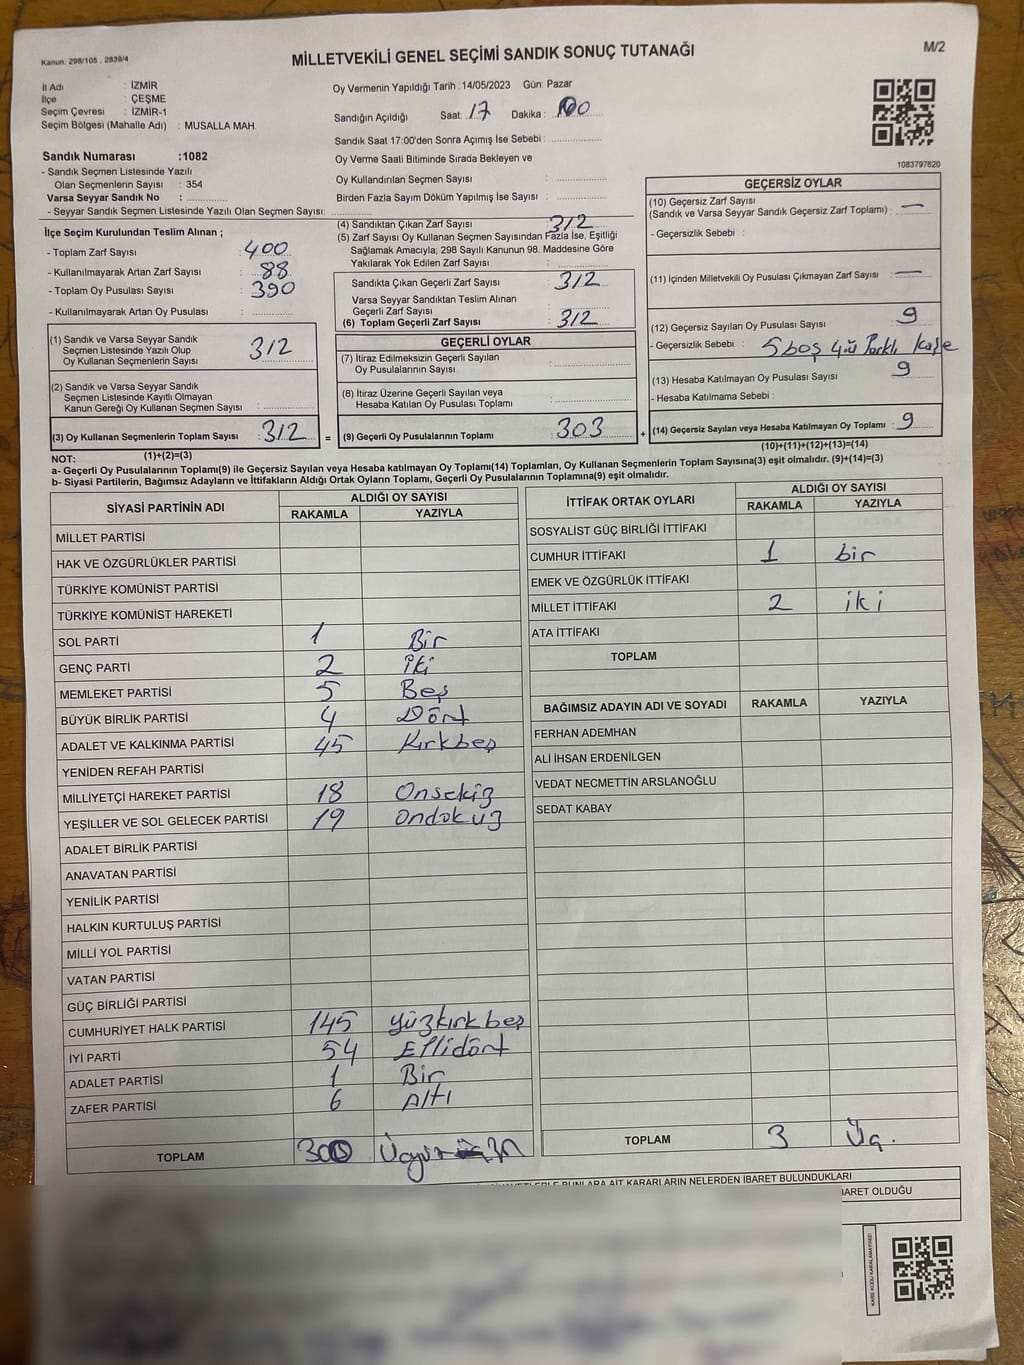 Kanun: 298/105 , 2839/4
MİLLETVEKİLİ GENEL SEÇİMİ SANDIK SONUÇ TUTANAĞI
M/2
İl Adı : İZMİR
İlçe : ÇEŞME
Seçim Çevresi : İZMİR-1
Seçim Bölgesi (Mahalle Adı) : MUSALLA MAH.
Oy Vermenin Yapıldığı Tarih :14/05/2023 Gün: Pazar
Sandığın Açıldığı Saat: 17 Dakika: 00
Sandık Saat 17:00'den Sonra Açımış İse Sebebi :
Oy Verme Saati Bitiminde Sırada Bekleyen ve
Oy Kullandırılan Seçmen Sayısı :
Birden Fazla Sayım Döküm Yapılmış İse Sayısı :
1083797620
Sandık Numarası :1082
- Sandık Seçmen Listesinde Yazılı
Olan Seçmenlerin Sayısı : 354
Varsa Seyyar Sandık No :
- Seyyar Sandık Seçmen Listesinde Yazılı Olan Seçmen Sayısı:
İlçe Seçim Kurulundan Teslim Alınan ;
- Toplam Zarf Sayısı : 400
- Kullanılmayarak Artan Zarf Sayısı : 88
- Toplam Oy Pusulası Sayısı : 390
- Kullanılmayarak Artan Oy Pusulası :
(1) Sandık ve Varsa Seyyar Sandık
Seçmen Listesinde Yazılı Olup
Oy Kullanan Seçmenlerin Sayısı : 312
(2) Sandık ve Varsa Seyyar Sandık
Seçmen Listesinde Kayıtlı Olmayan
Kanun Gereği Oy Kullanan Seçmen Sayısı :
(3) Oy Kullanan Seçmenlerin Toplam Sayısı : 312 =
(4) Sandıktan Çıkan Zarf Sayısı : 312
(5) Zarf Sayısı Oy Kullanan Seçmen Sayısından Fazla İse, Eşitliği
Sağlamak Amacıyla; 298 Sayılı Kanunun 98. Maddesine Göre
Yakılarak Yok Edilen Zarf Sayısı :
Sandıkta Çıkan Geçerli Zarf Sayısı : 312
Varsa Seyyar Sandıktan Teslim Alınan
Geçerli Zarf Sayısı :
(6) Toplam Geçerli Zarf Sayısı : 312
GEÇERLİ OYLAR
(7) İtiraz Edilmeksizin Geçerli Sayılan
Oy Pusulalarının Sayısı :
(8) İtiraz Üzerine Geçerli Sayılan veya
Hesaba Katılan Oy Pusulası Toplamı :
(9) Geçerli Oy Pusulalarının Toplamı : 303 +
GEÇERSİZ OYLAR
(10) Geçersiz Zarf Sayısı
(Sandık ve Varsa Seyyar Sandık Geçersiz Zarf Toplamı) : —
- Geçersizlik Sebebi :
(11) İçinden Milletvekili Oy Pusulası Çıkmayan Zarf Sayısı : —
(12) Geçersiz Sayılan Oy Pusulası Sayısı : 9
- Geçersizlik Sebebi : 5 boş 4ü Farklı Kaşe
(13) Hesaba Katılmayan Oy Pusulası Sayısı : 9
- Hesaba Katılmama Sebebi :
(14) Geçersiz Sayılan veya Hesaba Katılmayan Oy Toplamı : 9
(10)+(11)+(12)+(13)=(14)
NOT: (1)+(2)=(3)
a- Geçerli Oy Pusulalarının Toplamı(9) ile Geçersiz Sayılan veya Hesaba katılmayan Oy Toplamı(14) Toplamları, Oy Kullanan Seçmenlerin Toplam Sayısına(3) eşit olmalıdır. (9)+(14)=(3)
b- Siyasi Partilerin, Bağımsız Adayların ve İttifakların Aldığı Ortak Oyların Toplamı, Geçerli Oy Pusulalarının Toplamına(9) eşit olmalıdır.
SİYASİ PARTİNİN ADI ALDIĞI OY SAYISI
RAKAMLA YAZIYLA
MİLLET PARTİSİ
HAK VE ÖZGÜRLÜKLER PARTİSİ
TÜRKİYE KOMÜNİST PARTİSİ
TÜRKİYE KOMÜNİST HAREKETİ
SOL PARTİ 1 Bir
GENÇ PARTİ 2 İki
MEMLEKET PARTİSİ 5 Beş
BÜYÜK BİRLİK PARTİSİ 4 Dört
ADALET VE KALKINMA PARTİSİ 45 Kırkbeş
YENİDEN REFAH PARTİSİ
MİLLİYETÇİ HAREKET PARTİSİ 18 Onsekiz
YEŞİLLER VE SOL GELECEK PARTİSİ 19 Ondokuz
ADALET BİRLİK PARTİSİ
ANAVATAN PARTİSİ
YENİLİK PARTİSİ
HALKIN KURTULUŞ PARTİSİ
MİLLİ YOL PARTİSİ
VATAN PARTİSİ
GÜÇ BİRLİĞİ PARTİSİ
CUMHURİYET HALK PARTİSİ 145 Yüzkırkbeş
İYİ PARTİ 54 Ellidört
ADALET PARTİSİ 1 Bir
ZAFER PARTİSİ 6 Altı
TOPLAM 300
İTTİFAK ORTAK OYLARI ALDIĞI OY SAYISI
RAKAMLA YAZIYLA
SOSYALİST GÜÇ BİRLİĞİ İTTİFAKI
CUMHUR İTTİFAKI 1 bir
EMEK VE ÖZGÜRLÜK İTTİFAKI
MİLLET İTTİFAKI 2 iki
ATA İTTİFAKI
TOPLAM
BAĞIMSIZ ADAYIN ADI VE SOYADI RAKAMLA YAZIYLA
FERHAN ADEMHAN
ALİ İHSAN ERDENİLGEN
VEDAT NECMETTİN ARSLANOĞLU
SEDAT KABAY
TOPLAM 3 Üç.
BUNLARA AİT KARARLARIN NELERDEN İBARET BULUNDUKLARI
İBARET OLDUĞU
KARE KODU KARALAMAYINIZ!